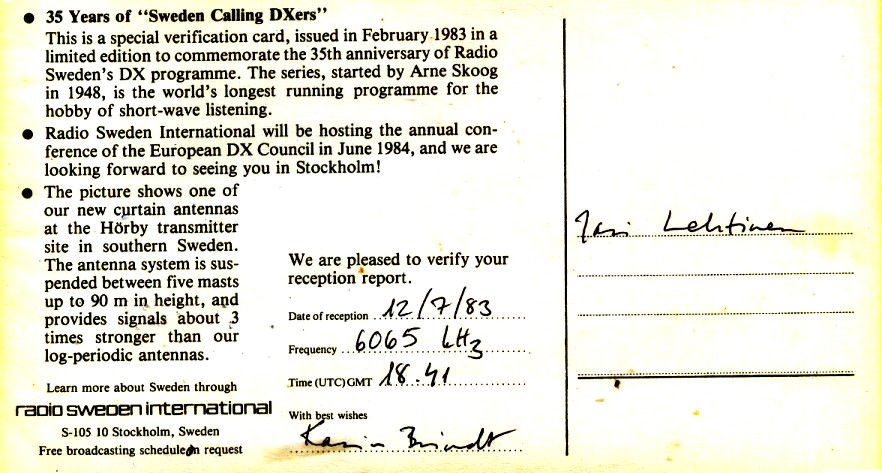 • 35 Years of “Sweden Calling DXers”
This is a special verification card, issued in February 1983 in a
limited edition to commemorate the 35th anniversary of Radio
Sweden's DX programme. The series, started by Arne Skoog
in 1948, is the world's longest running programme for the
hobby of short-wave listening.
• Radio Sweden International will be hosting the annual con-
ference of the European DX Council in June 1984, and we are
looking forward to seeing you in Stockholm!
• The picture shows one of
our new curtain antennas
at the Hörby transmitter
site in southern Sweden.
The antenna system is sus-
pended between five masts
up to 90 m in height, and
provides signals about 3
times stronger than our
log-periodic antennas.
Learn more about Sweden through
radio sweden international
S-105 10 Stockholm, Sweden
Free broadcasting schedule on request
We are pleased to verify your
reception report.
Date of reception 12/7/83
Frequency 6065 kHz
Time (UTC) GMT 18.41
With best wishes
Lehtinen